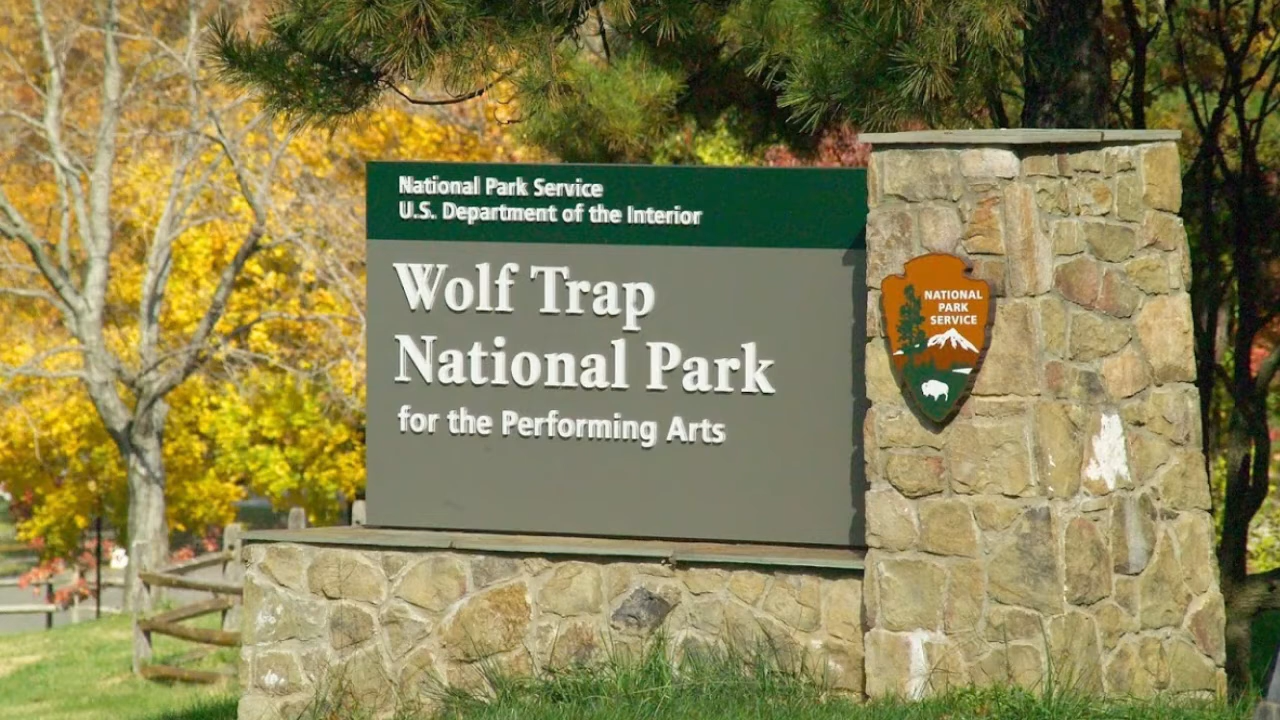 National Park Service
U.S. Department of the Interior
Wolf Trap
National Park
for the Performing Arts
NATIONAL
PARK
SERVICE